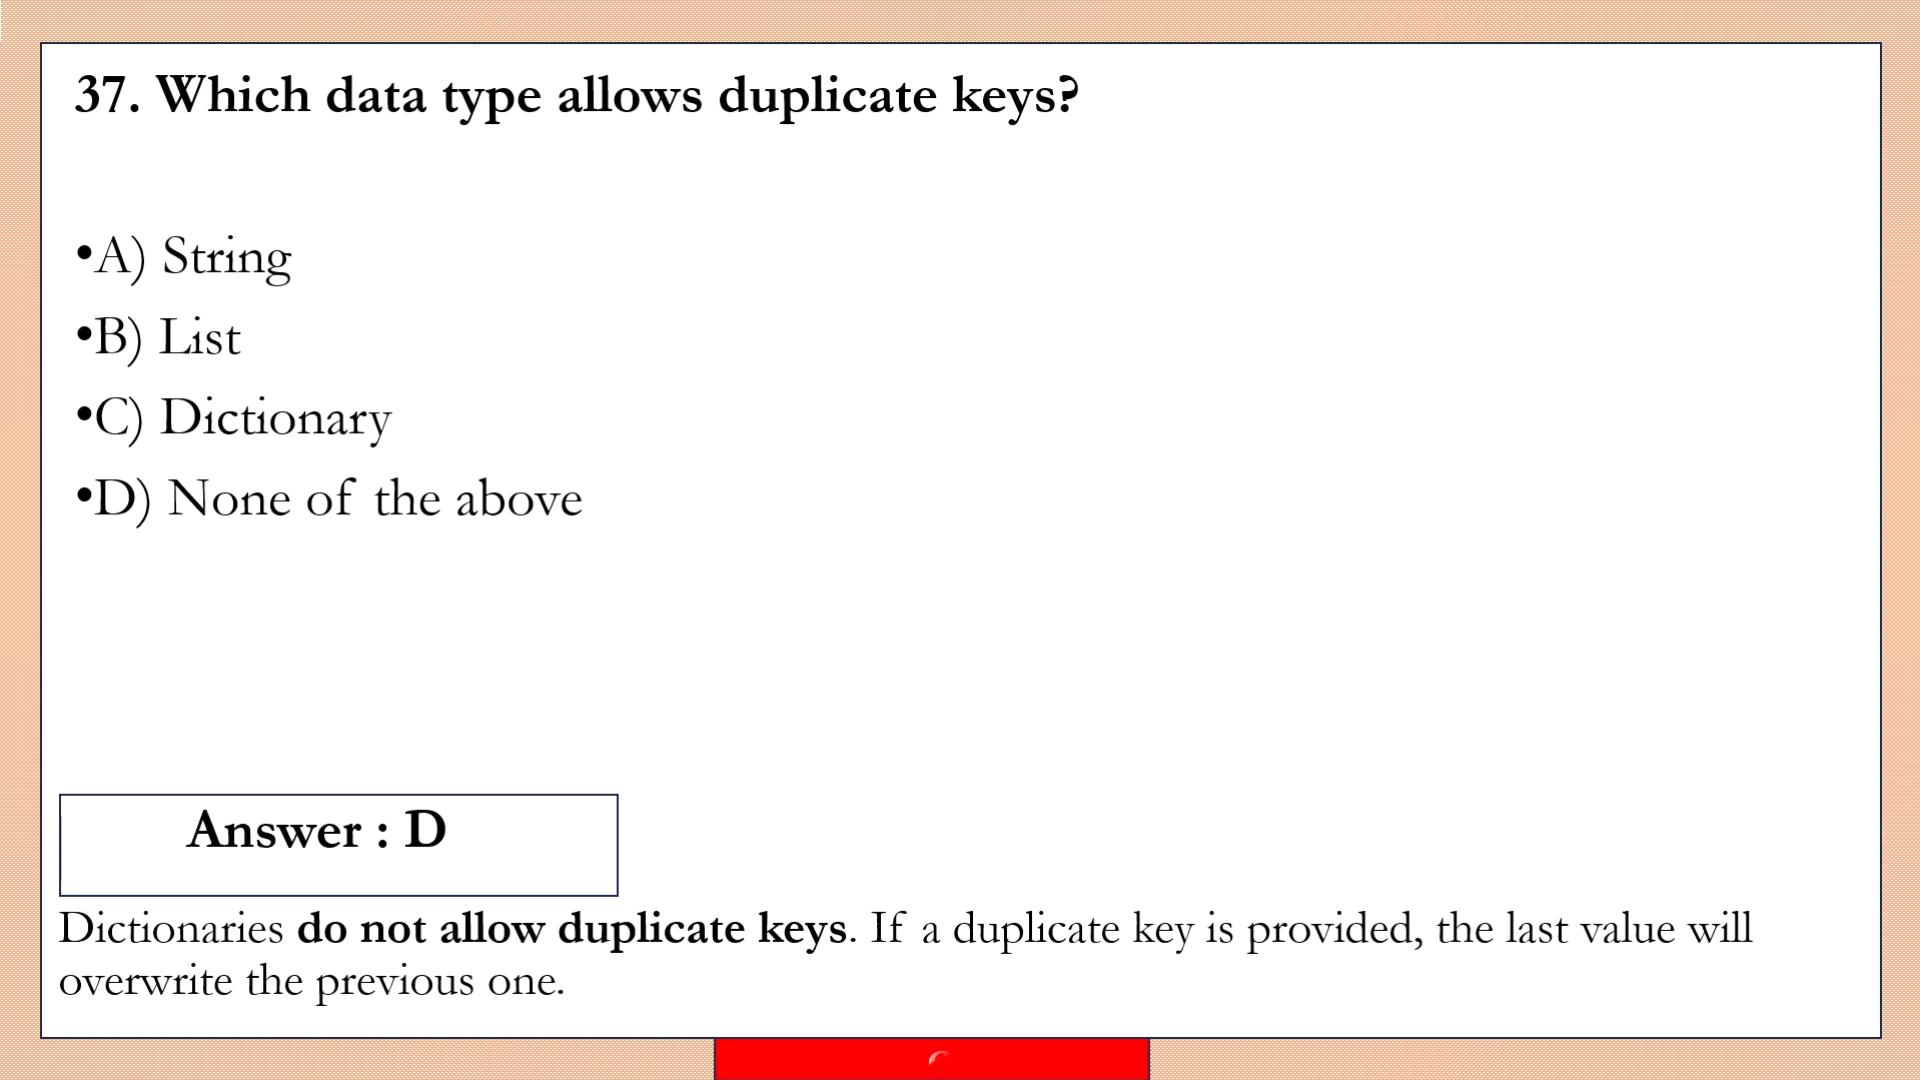 37. Which data type allows duplicate keys?
•A) String
•B) List
•C) Dictionary
•D) None of the above
Answer : D
Dictionaries do not allow duplicate keys. If a duplicate key is provided, the last value will
overwrite the previous one.